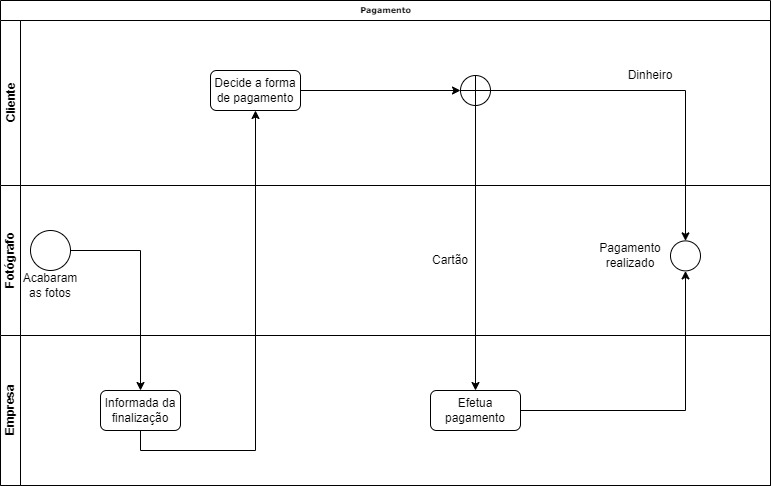 Pagamento
Cliente
Decide a forma
de pagamento
Dinheiro
Fotógrafo
Acabaram
as fotos
Cartão
Pagamento
realizado
Empresa
Informada da
finalização
Efetua
pagamento